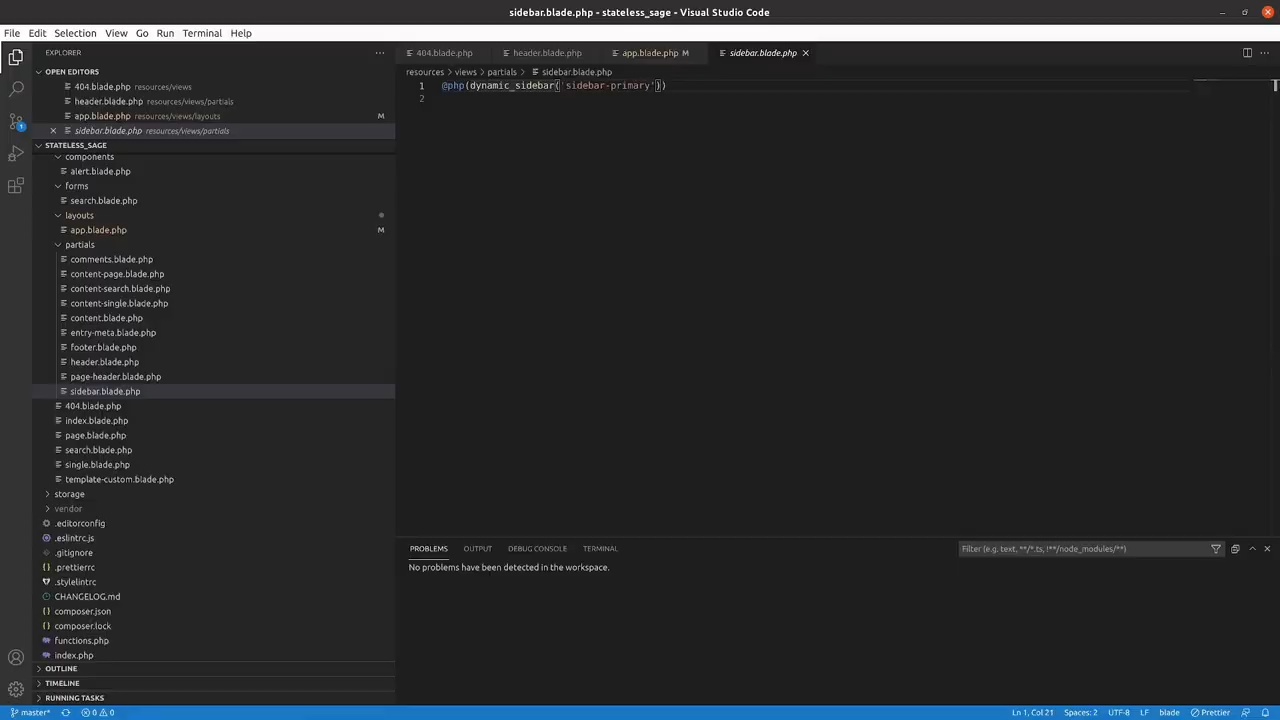 sidebar.blade.php - stateless_sage - Visual Studio Code
File Edit Selection View Go Run Terminal Help
EXPLORER
OPEN EDITORS
404.blade.php resources/views
header.blade.php resources/views/partials
app.blade.php resources/views/layouts M
sidebar.blade.php resources/views/partials
STATELESS_SAGE
components
alert.blade.php
forms
search.blade.php
layouts
app.blade.php M
partials
comments.blade.php
content-page.blade.php
content-search.blade.php
content-single.blade.php
content.blade.php
entry-meta.blade.php
footer.blade.php
header.blade.php
page-header.blade.php
sidebar.blade.php
404.blade.php
index.blade.php
page.blade.php
search.blade.php
single.blade.php
template-custom.blade.php
storage
vendor
.editorconfig
.eslintrc.js
.gitignore
.prettierrc
.stylelintrc
CHANGELOG.md
composer.json
composer.lock
functions.php
index.php
OUTLINE
TIMELINE
RUNNING TASKS
404.blade.php header.blade.php app.blade.php M sidebar.blade.php
resources > views > partials > sidebar.blade.php
1 @php(dynamic_sidebar('sidebar-primary'))
2
PROBLEMS OUTPUT DEBUG CONSOLE TERMINAL
Filter (e.g. text, **/*.ts, !**/node_modules/**)
No problems have been detected in the workspace.
1
master* 0 0 Ln 1, Col 21 Spaces: 2 UTF-8 LF blade Prettier